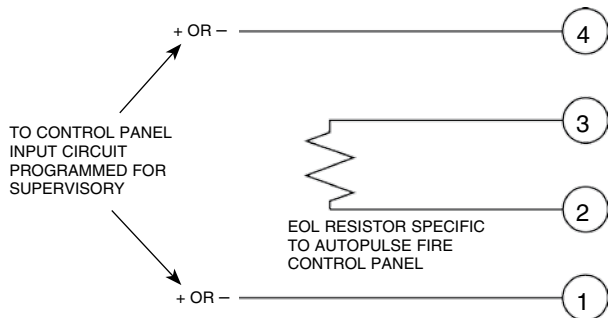 + OR –
4
TO CONTROL PANEL
INPUT CIRCUIT
PROGRAMMED FOR
SUPERVISORY
3
2
EOL RESISTOR SPECIFIC
TO AUTOPULSE FIRE
CONTROL PANEL
+ OR –
1